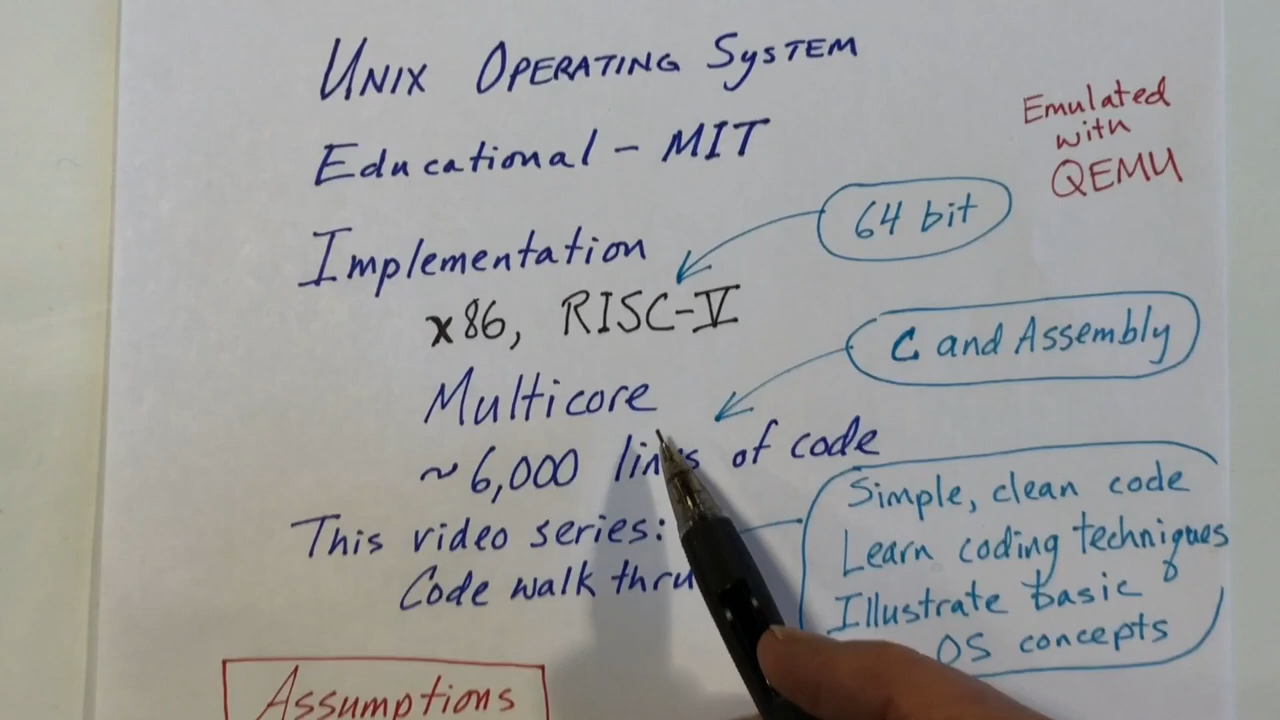 UNIX OPERATING SYSTEM
Educational - MIT
Emulated
with
QEMU
Implementation
64 bit
x86, RISC-V
C and Assembly
Multicore
~ 6,000 lines of code
This video series:
Code walk thru
Simple, clean code
Learn coding techniques
Illustrate basic
OS concepts
Assumptions